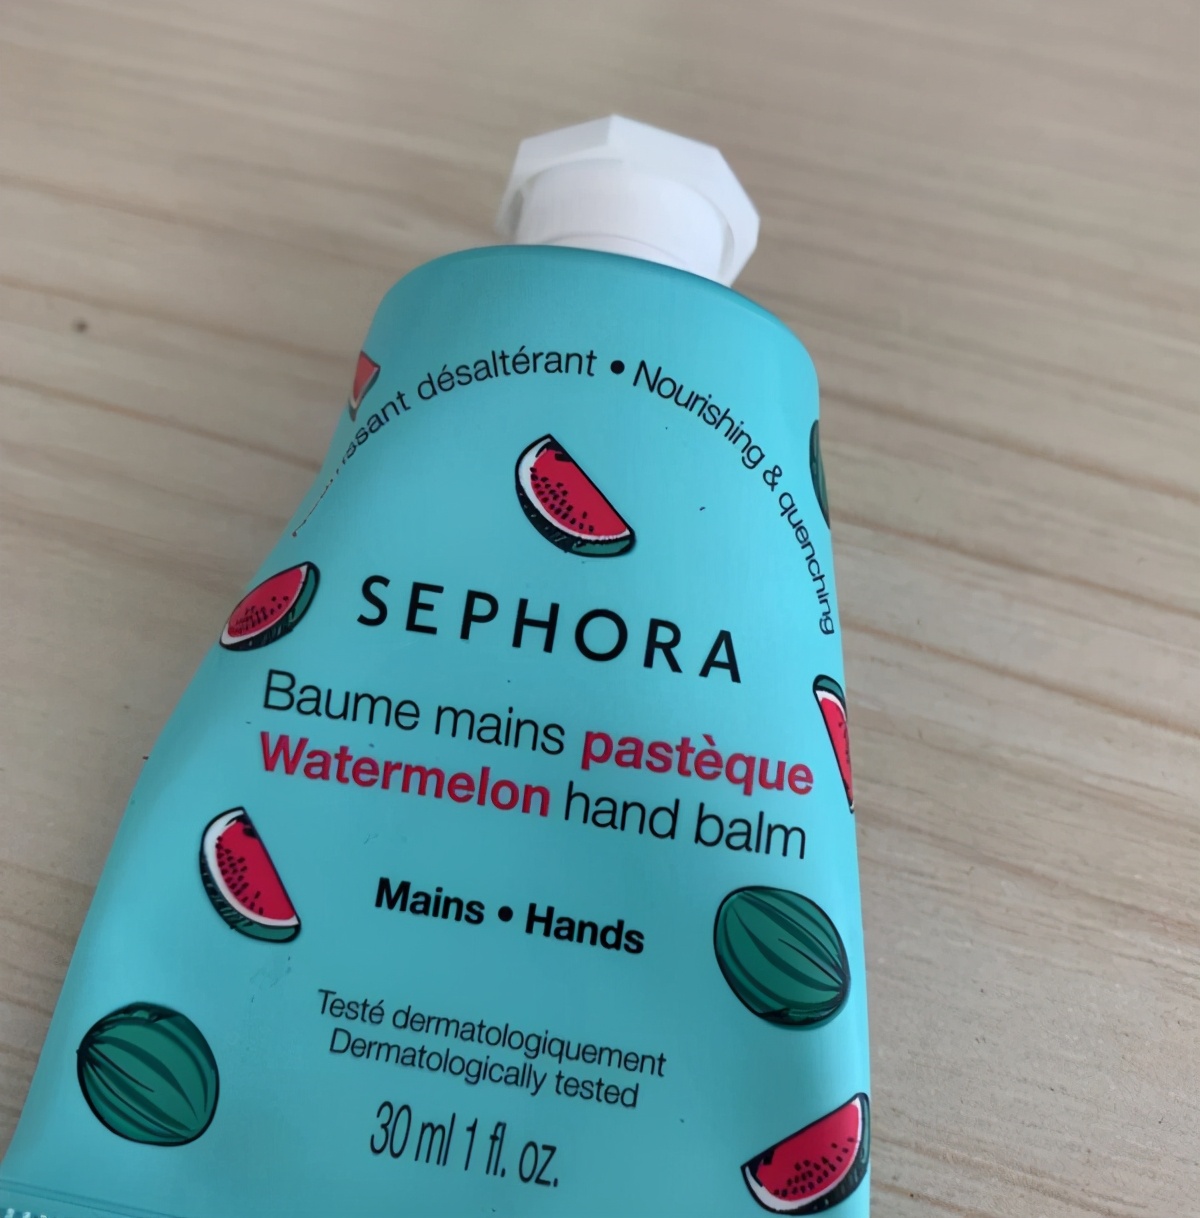 désaltérant • Nourishing & quenching
SEPHORA
Baume mains pastèque
Watermelon hand balm
Mains • Hands
Testé dermatologiquement
Dermatologically tested
30 ml 1 fl. oz.